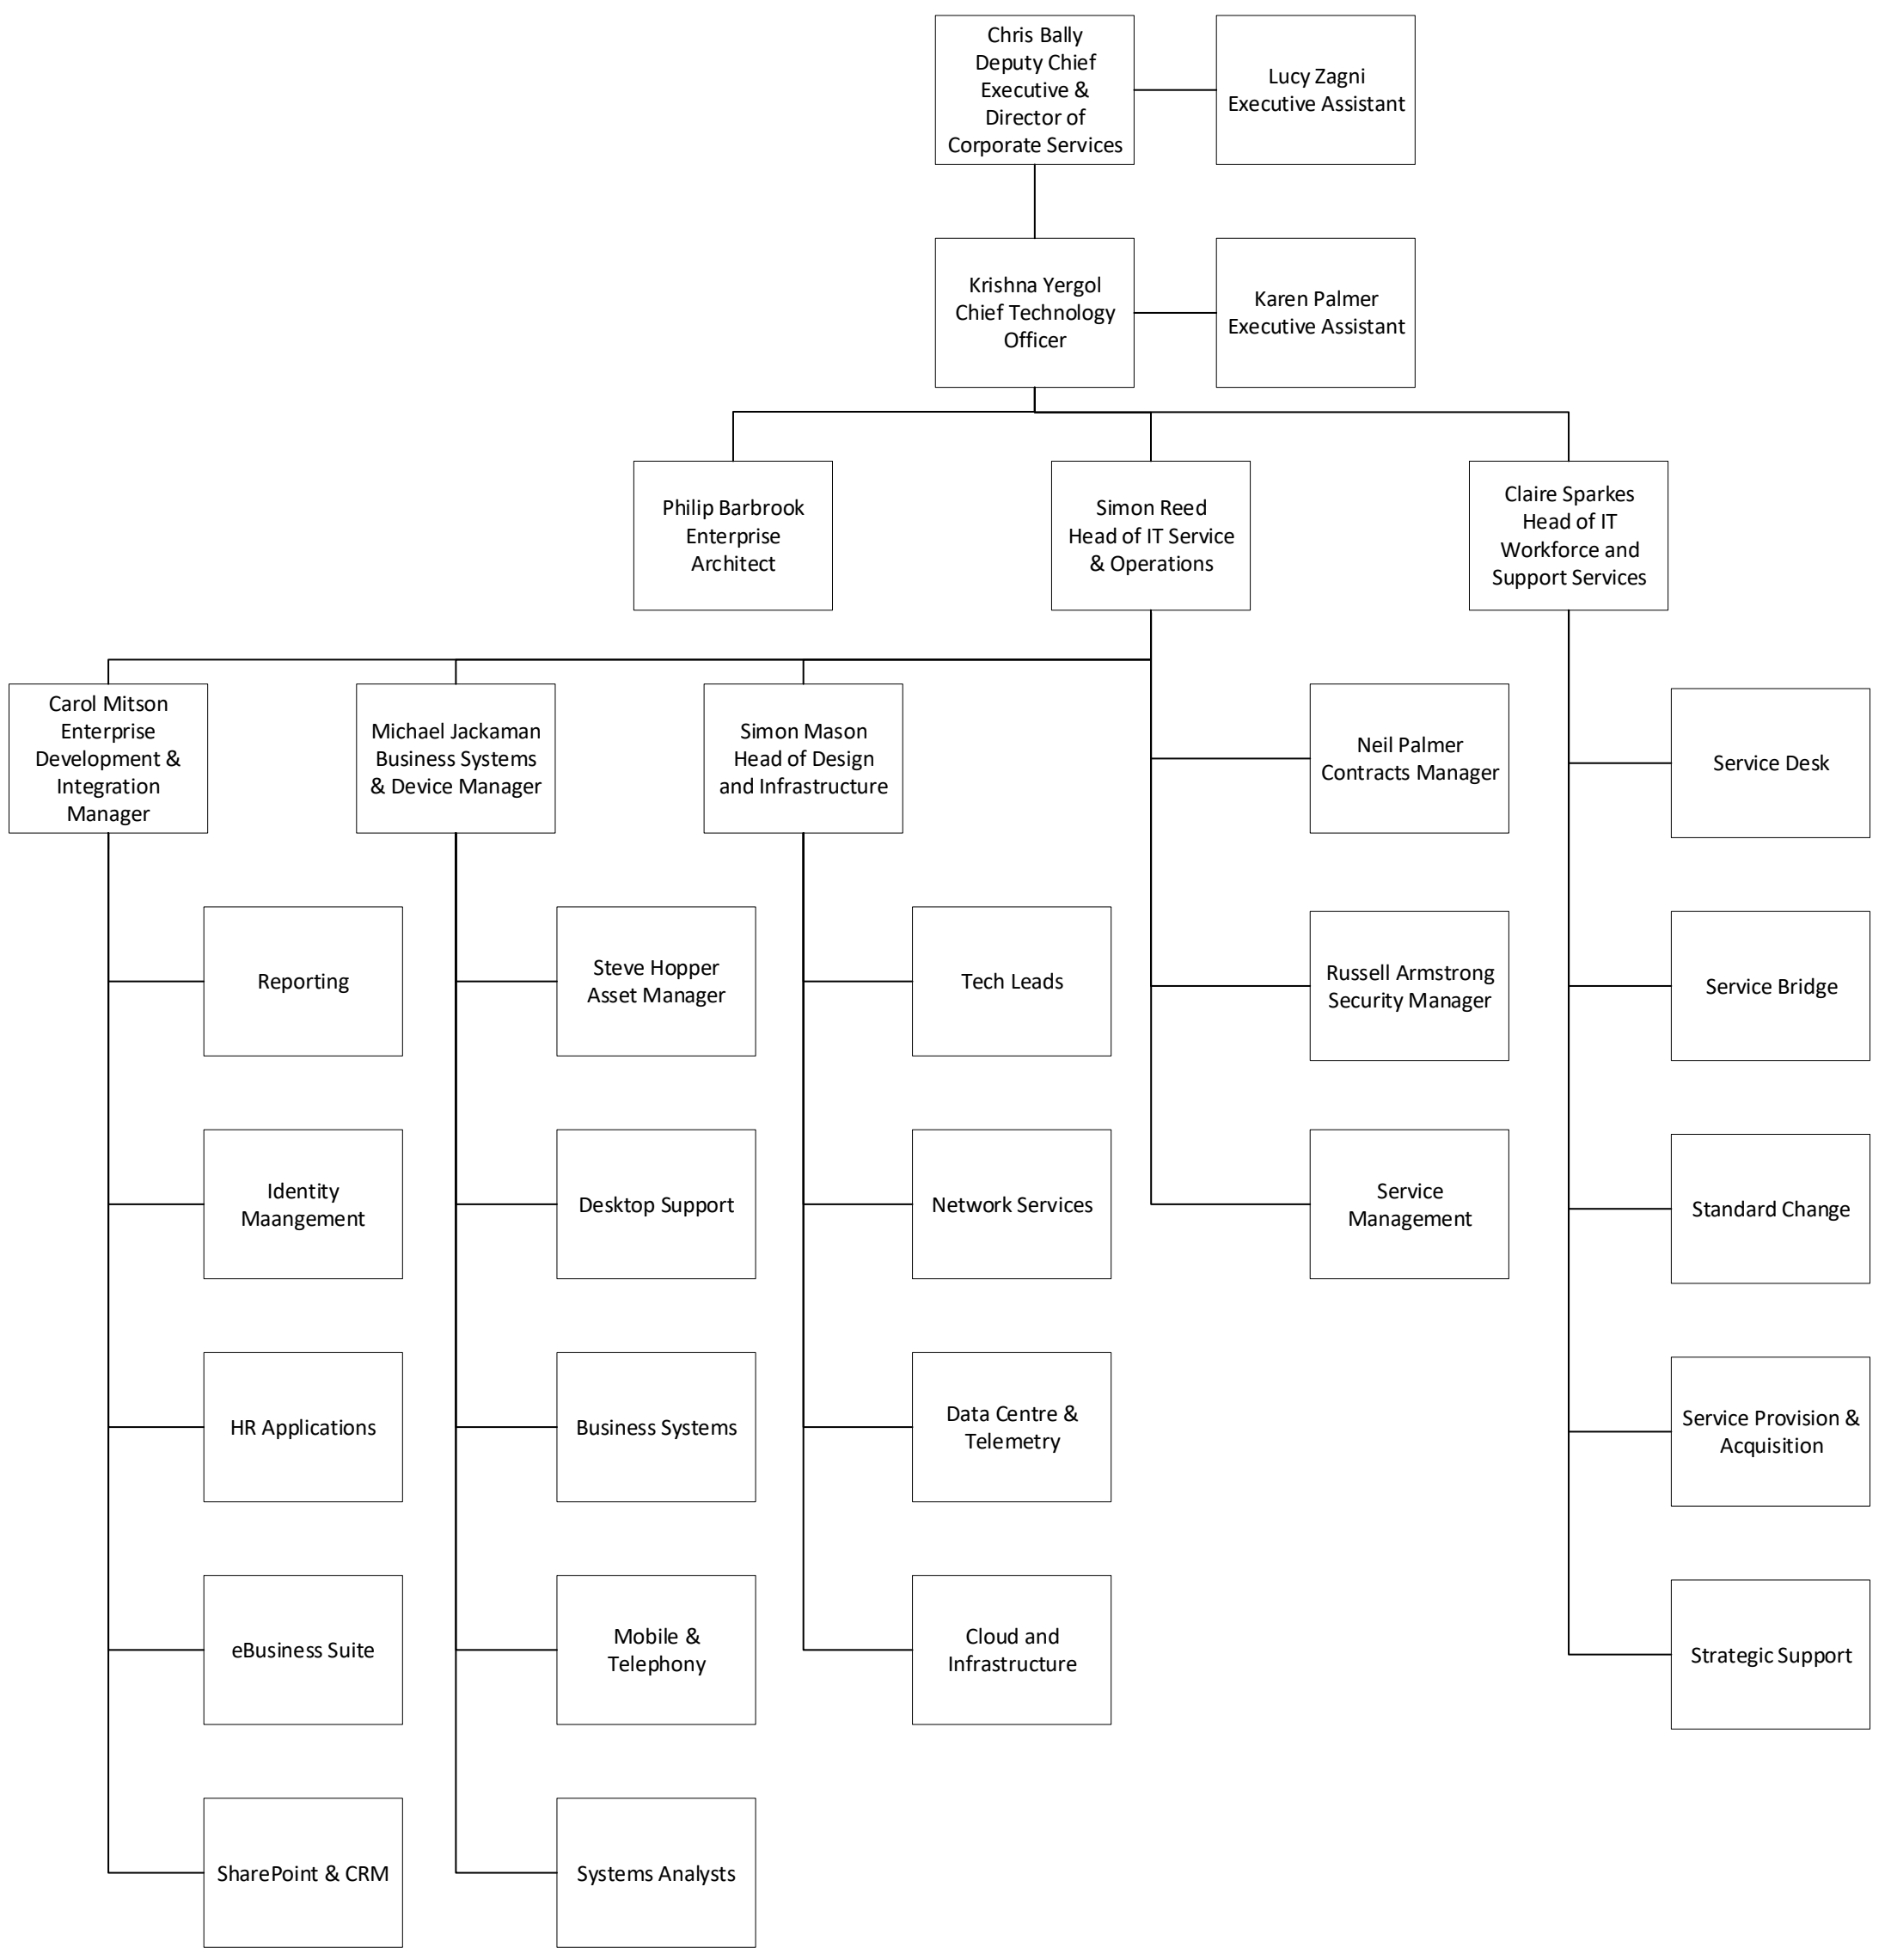 Chris Bally
Deputy Chief
Executive &
Director of
Corporate Services
Lucy Zagni
Executive Assistant
Krishna Yergol
Chief Technology
Officer
Karen Palmer
Executive Assistant
Philip Barbrook
Enterprise
Architect
Simon Reed
Head of IT Service
& Operations
Claire Sparkes
Head of IT
Workforce and
Support Services
Carol Mitson
Enterprise
Development &
Integration
Manager
Michael Jackaman
Business Systems
& Device Manager
Simon Mason
Head of Design
and Infrastructure
Neil Palmer
Contracts Manager
Service Desk
Reporting
Steve Hopper
Asset Manager
Tech Leads
Russell Armstrong
Security Manager
Service Bridge
Identity
Maangement
Desktop Support
Network Services
Service
Management
Standard Change
HR Applications
Business Systems
Data Centre &
Telemetry
Service Provision &
Acquisition
eBusiness Suite
Mobile &
Telephony
Cloud and
Infrastructure
Strategic Support
SharePoint & CRM
Systems Analysts